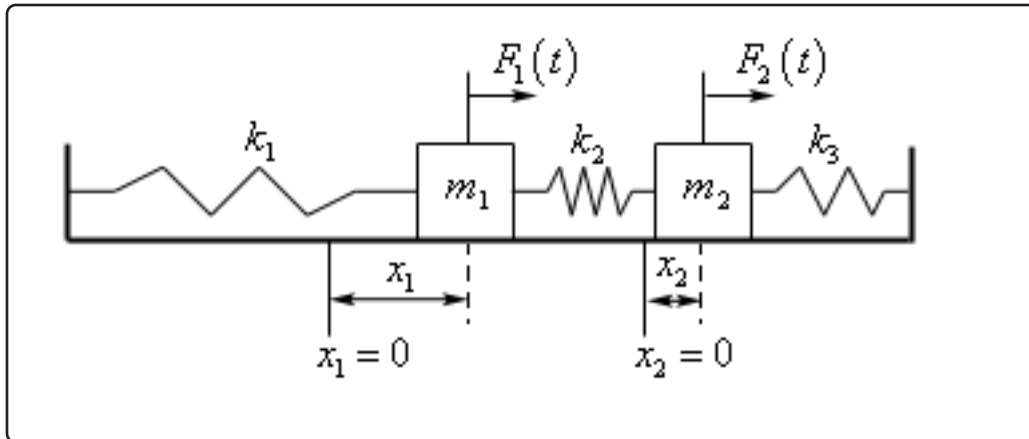 F₁(t) F₂(t)
k₁ k₂ k₃
m₁ m₂
x₁ x₂
x₁ = 0 x₂ = 0